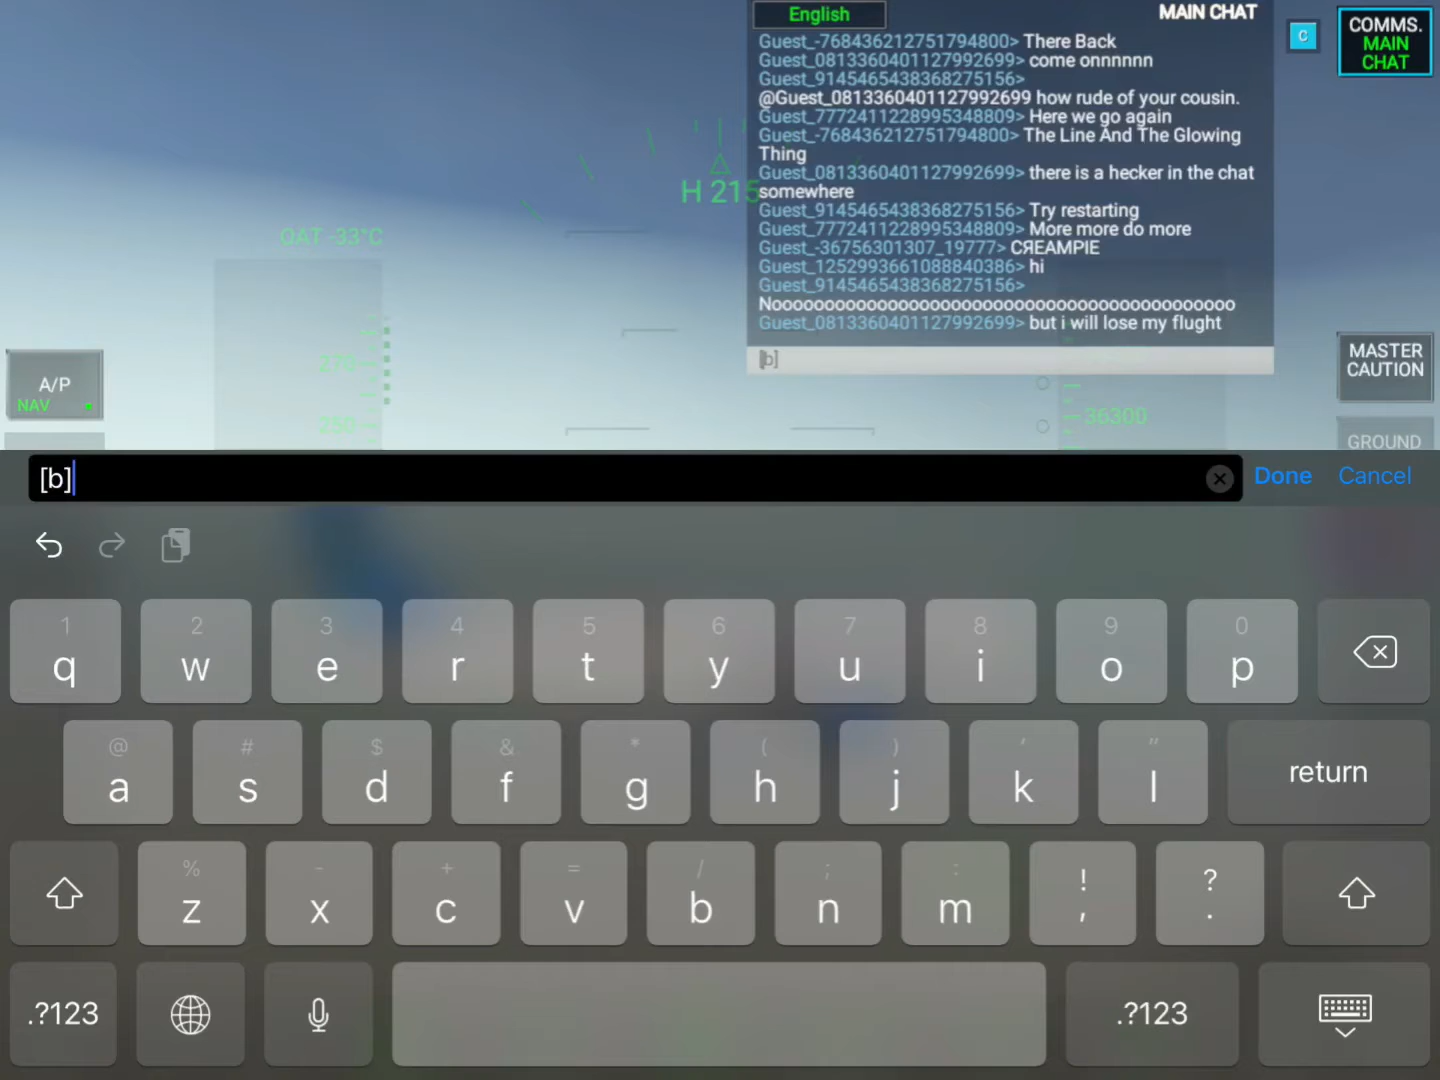 English
MAIN CHAT
Guest_-768436212751794800> There Back
Guest_0813360401127992699> come onnnnnn
Guest_9145465438368275156>
@Guest_0813360401127992699 how rude of your cousin.
Guest_7772411228995348809> Here we go again
Guest_-768436212751794800> The Line And The Glowing
Thing
Guest_0813360401127992699> there is a hecker in the chat
somewhere
Guest_9145465438368275156> Try restarting
Guest_7772411228995348809> More more do more
Guest_-36756301307_19777> CЯEAMPIE
Guest_1252993661088840386> hi
Guest_9145465438368275156>
Noooooooooooooooooooooooooooooooooooooooooooo
Guest_0813360401127992699> but i will lose my flught
[b]
C
COMMS.
MAIN
CHAT
H 215
OAT -33°C
270
250
36300
A/P
NAV
MASTER
CAUTION
GROUND
[b]
Done
Cancel
1 2 3 4 5 6 7 8 9 0
q w e r t y u i o p
@ # $ & * ( ) ' "
a s d f g h j k l return
% - + = / ; : ! ?
z x c v b n m , .
.?123 .?123